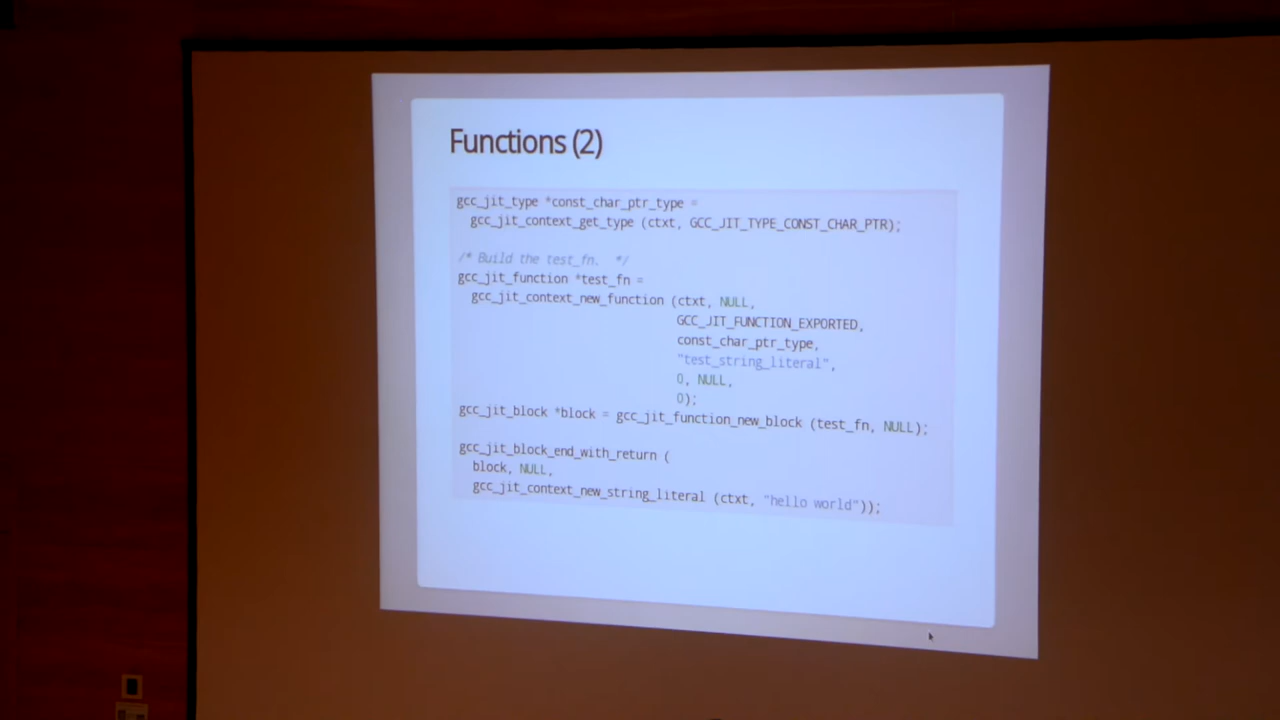 Functions (2)
gcc_jit_type *const_char_ptr_type =
gcc_jit_context_get_type (ctxt, GCC_JIT_TYPE_CONST_CHAR_PTR);
/* Build the test_fn. */
gcc_jit_function *test_fn =
gcc_jit_context_new_function (ctxt, NULL,
GCC_JIT_FUNCTION_EXPORTED,
const_char_ptr_type,
"test_string_literal",
0, NULL,
0);
gcc_jit_block *block = gcc_jit_function_new_block (test_fn, NULL);
gcc_jit_block_end_with_return (
block, NULL,
gcc_jit_context_new_string_literal (ctxt, "hello world"));